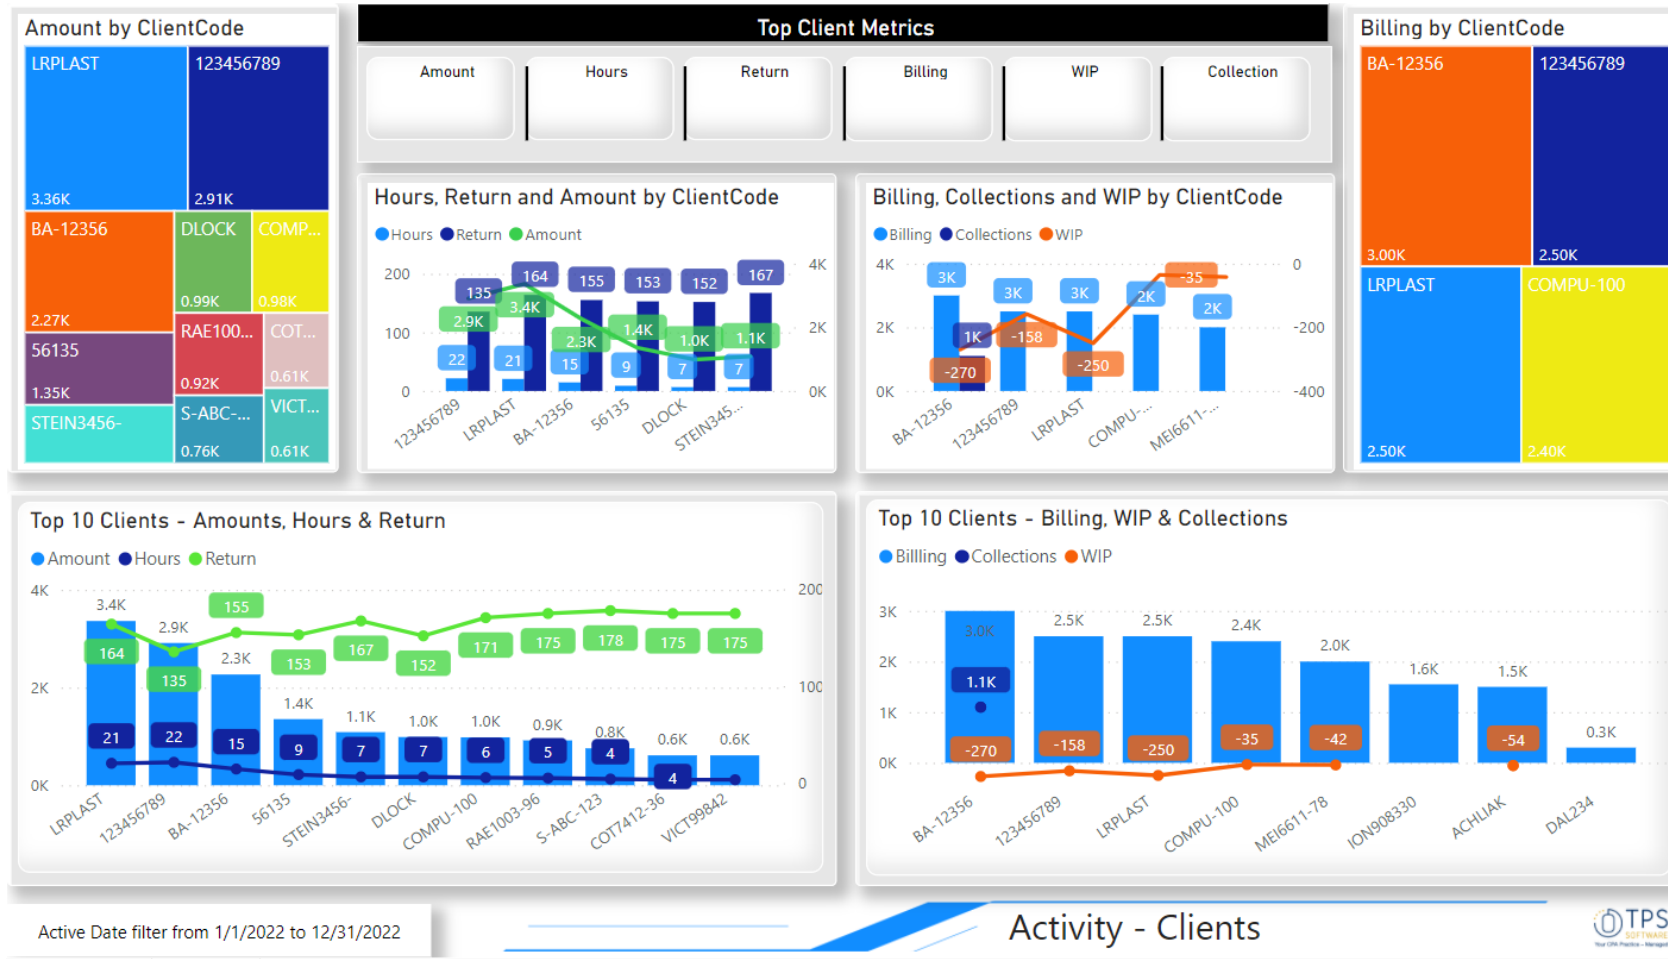 Amount by ClientCode
LRPLAST
3.36K
123456789
2.91K
BA-12356
2.27K
DLOCK
0.99K
COMP...
0.98K
56135
1.35K
RAE100...
0.92K
COT...
0.61K
STEIN3456-
S-ABC-...
0.76K
VICT...
0.61K
Top Client Metrics
Amount
Hours
Return
Billing
WIP
Collection
Hours, Return and Amount by ClientCode
Hours Return Amount
200
100
0
4K
2K
0K
135
164
155
153
152
167
2.9K
3.4K
2.3K
1.4K
1.0K
1.1K
22
21
15
9
7
7
123456789
LRPLAST
BA-12356
56135
DLOCK
STEIN345...
Billing, Collections and WIP by ClientCode
Billing Collections WIP
4K
2K
0K
0
-200
-400
3K
3K
3K
2K
2K
1K
-270
-158
-250
-35
BA-12356
123456789
LRPLAST
COMPU-...
MEI6611-...
Billing by ClientCode
BA-12356
3.00K
123456789
2.50K
LRPLAST
2.50K
COMPU-100
2.40K
Top 10 Clients - Amounts, Hours & Return
Amount Hours Return
4K
2K
0K
200
100
0
3.4K
2.9K
2.3K
1.4K
1.1K
1.0K
1.0K
0.9K
0.8K
0.6K
0.6K
164
135
155
153
167
152
171
175
178
175
175
21
22
15
9
7
7
6
5
4
4
LRPLAST
123456789
BA-12356
56135
STEIN3456-
DLOCK
COMPU-100
RAE1003-96
S-ABC-123
COT7412-36
VICT99842
Top 10 Clients - Billing, WIP & Collections
Billling Collections WIP
3K
2K
1K
0K
3.0K
2.5K
2.5K
2.4K
2.0K
1.6K
1.5K
0.3K
1.1K
-270
-158
-250
-35
-42
-54
BA-12356
123456789
LRPLAST
COMPU-100
MEI6611-78
ION908330
ACHLIAK
DAL234
Active Date filter from 1/1/2022 to 12/31/2022
Activity - Clients
TPS
SOFTWARE
Your CPA Practice - Managed